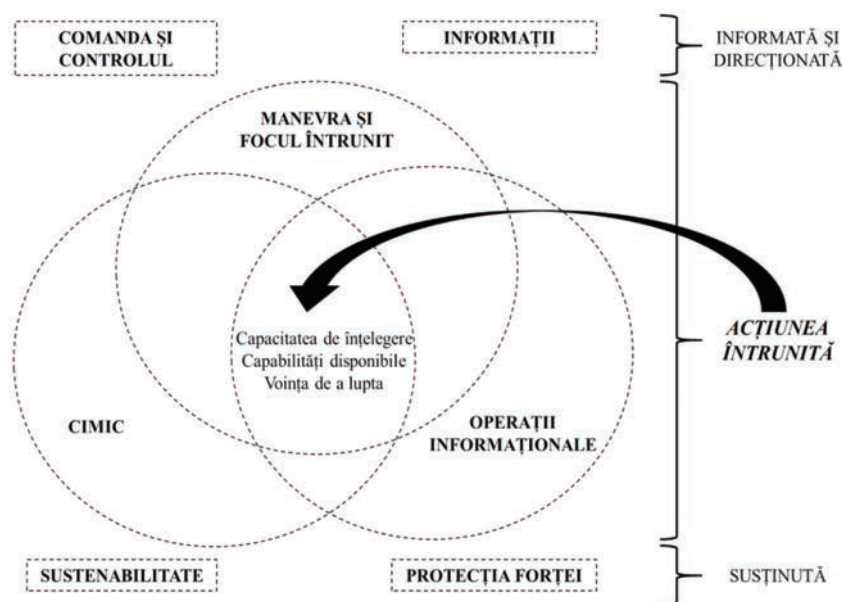 COMANDA ȘI
CONTROLUL
INFORMAȚII
INFORMATĂ ȘI
DIRECȚIONATĂ
MANEVRA ȘI
FOCUL ÎNTRUNIT
Capacitatea de înțelegere
Capabilități disponibile
Voința de a lupta
ACȚIUNEA
ÎNTRUNITĂ
CIMIC
OPERAȚII
INFORMAȚIONALE
SUSTENABILITATE
PROTECȚIA FORȚEI
SUSȚINUTĂ